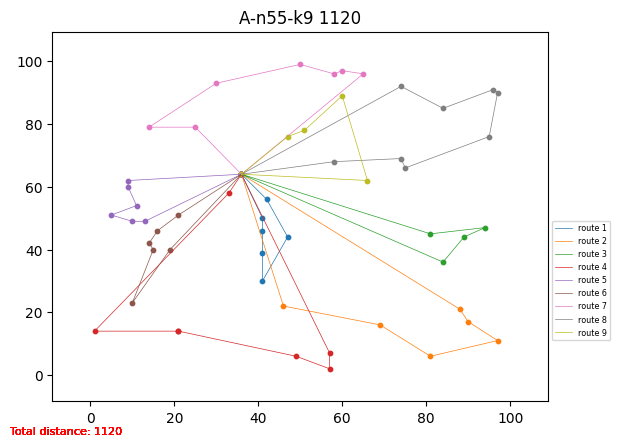 A-n55-k9 1120
100
80
60
40
20
0
0 20 40 60 80 100
route 1
route 2
route 3
route 4
route 5
route 6
route 7
route 8
route 9
Total distance: 1120